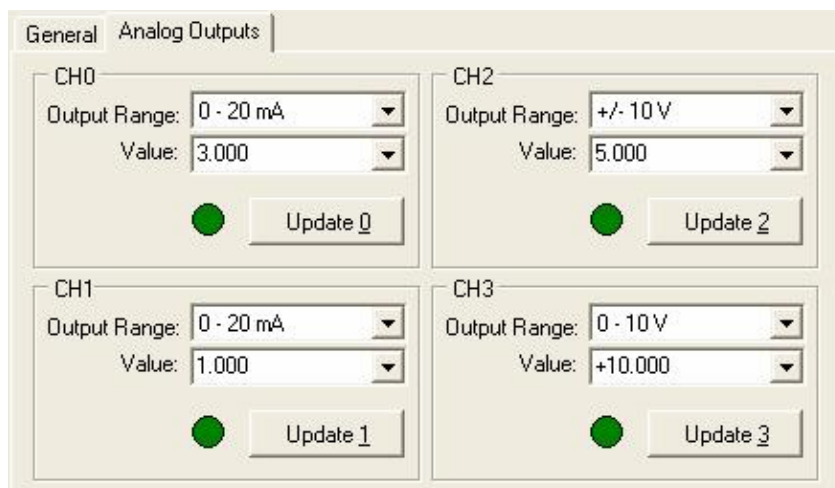 General
Analog Outputs
CH0
Output Range: 0 - 20 mA
Value: 3.000
Update 0
CH2
Output Range: +/- 10 V
Value: 5.000
Update 2
CH1
Output Range: 0 - 20 mA
Value: 1.000
Update 1
CH3
Output Range: 0 - 10 V
Value: +10.000
Update 3